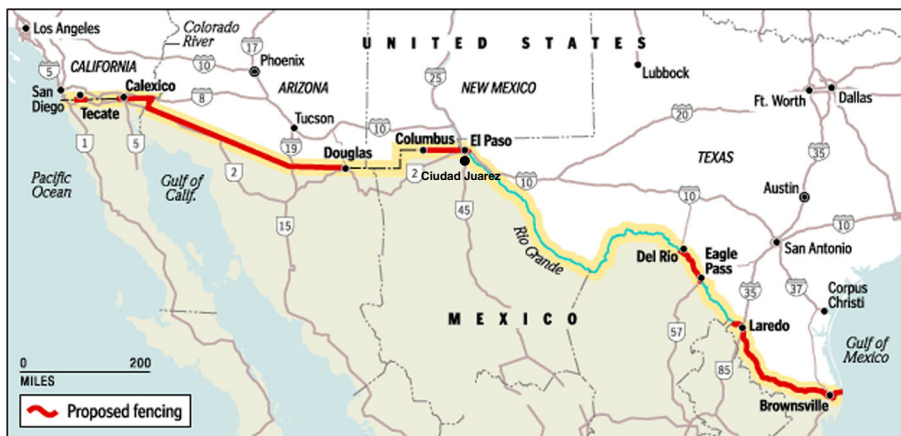 Los Angeles
Colorado
River
17
10
Phoenix
UNITED STATES
5
CALIFORNIA
25
Lubbock
San
Diego
Calexico
8
ARIZONA
NEW MEXICO
Ft. Worth
Dallas
Tecate
Tucson
10
20
1
5
19
Columbus
El Paso
TEXAS
35
Douglas
2
Ciudad Juarez
Pacific
Ocean
Gulf of
Calif.
2
10
10
Austin
15
45
Rio Grande
10
Del Rio
Eagle
Pass
San Antonio
35
37
Corpus
Christi
MEXICO
57
Laredo
Gulf of
Mexico
0
200
MILES
85
Proposed fencing
Brownsville